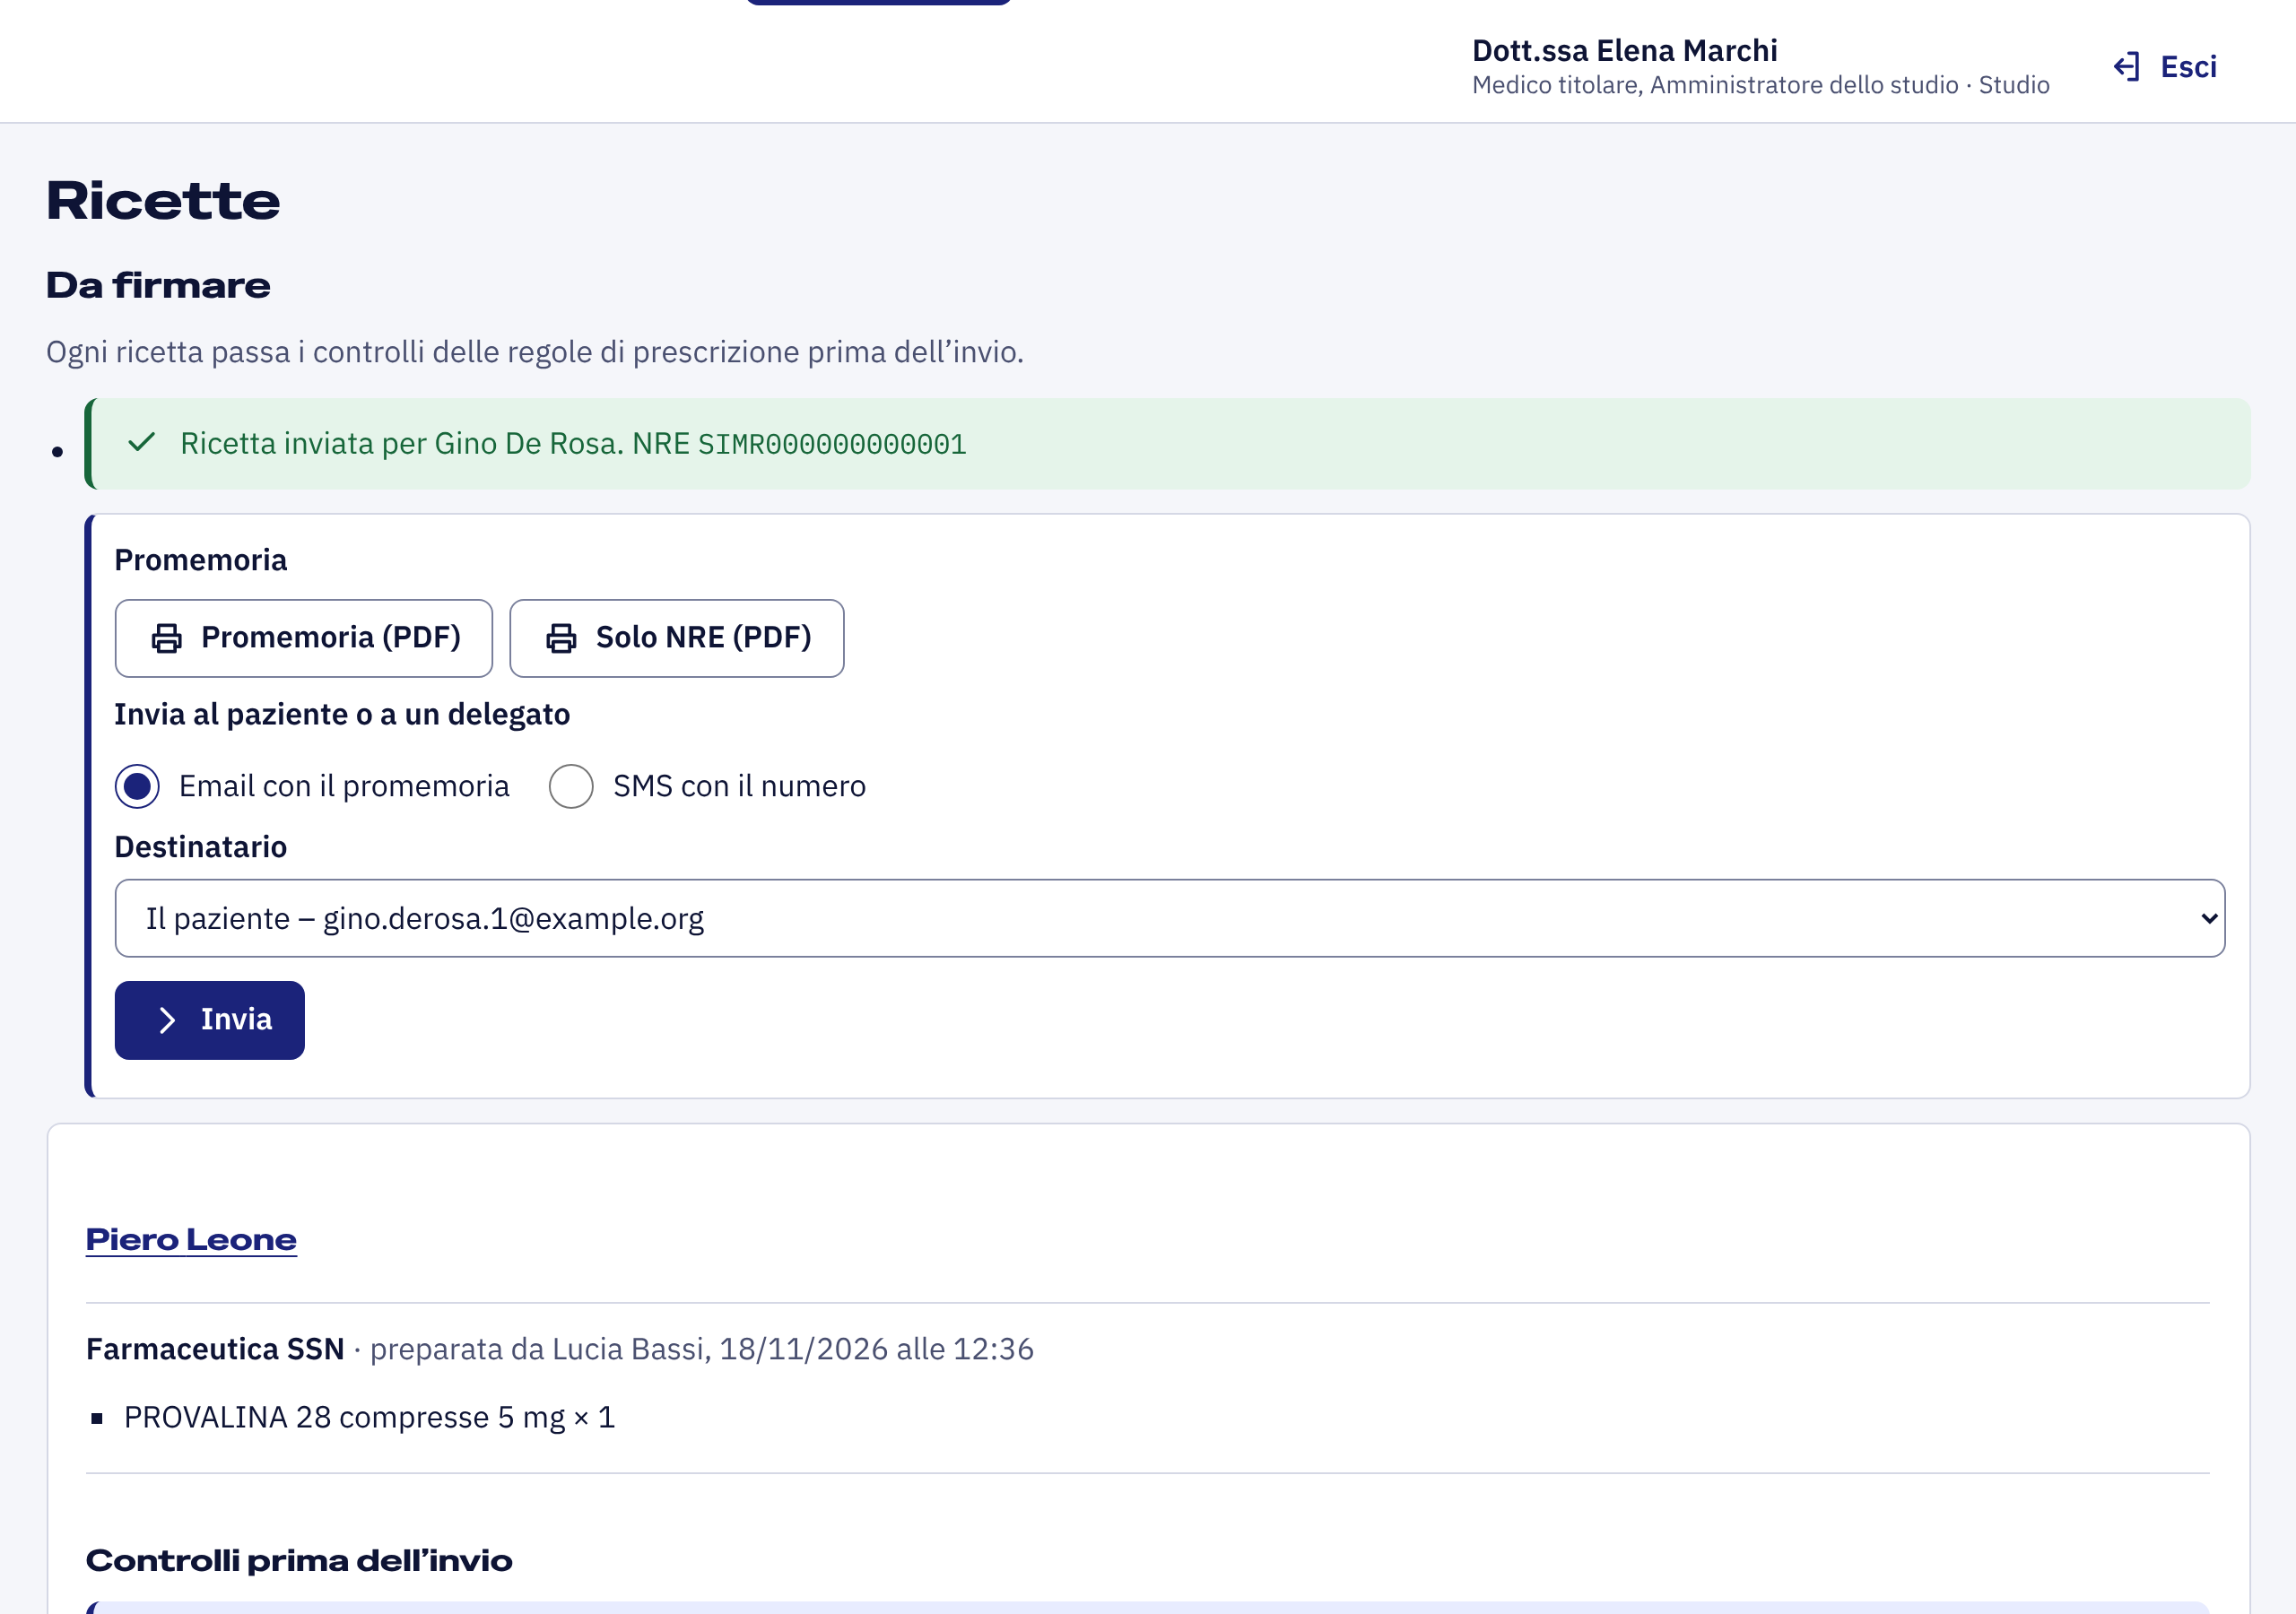 Dott.ssa Elena Marchi
Medico titolare, Amministratore dello studio · Studio
Esci
Ricette
Da firmare
Ogni ricetta passa i controlli delle regole di prescrizione prima dell’invio.
Ricetta inviata per Gino De Rosa. NRE SIMR000000000001
Promemoria
Promemoria (PDF)
Solo NRE (PDF)
Invia al paziente o a un delegato
Email con il promemoria
SMS con il numero
Destinatario
Il paziente – gino.derosa.1@example.org
Invia
Piero Leone
Farmaceutica SSN · preparata da Lucia Bassi, 18/11/2026 alle 12:36
PROVALINA 28 compresse 5 mg × 1
Controlli prima dell’invio